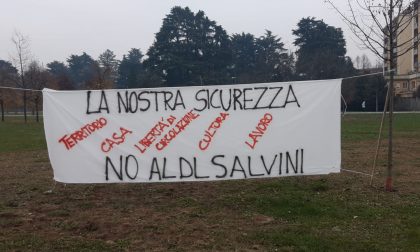 LA NOSTRA SICUREZZA
TERRITORIO
CASA
LIBERTÀ DI
CIRCOLAZIONE
CULTURA
LAVORO
NO AL DL SALVINI